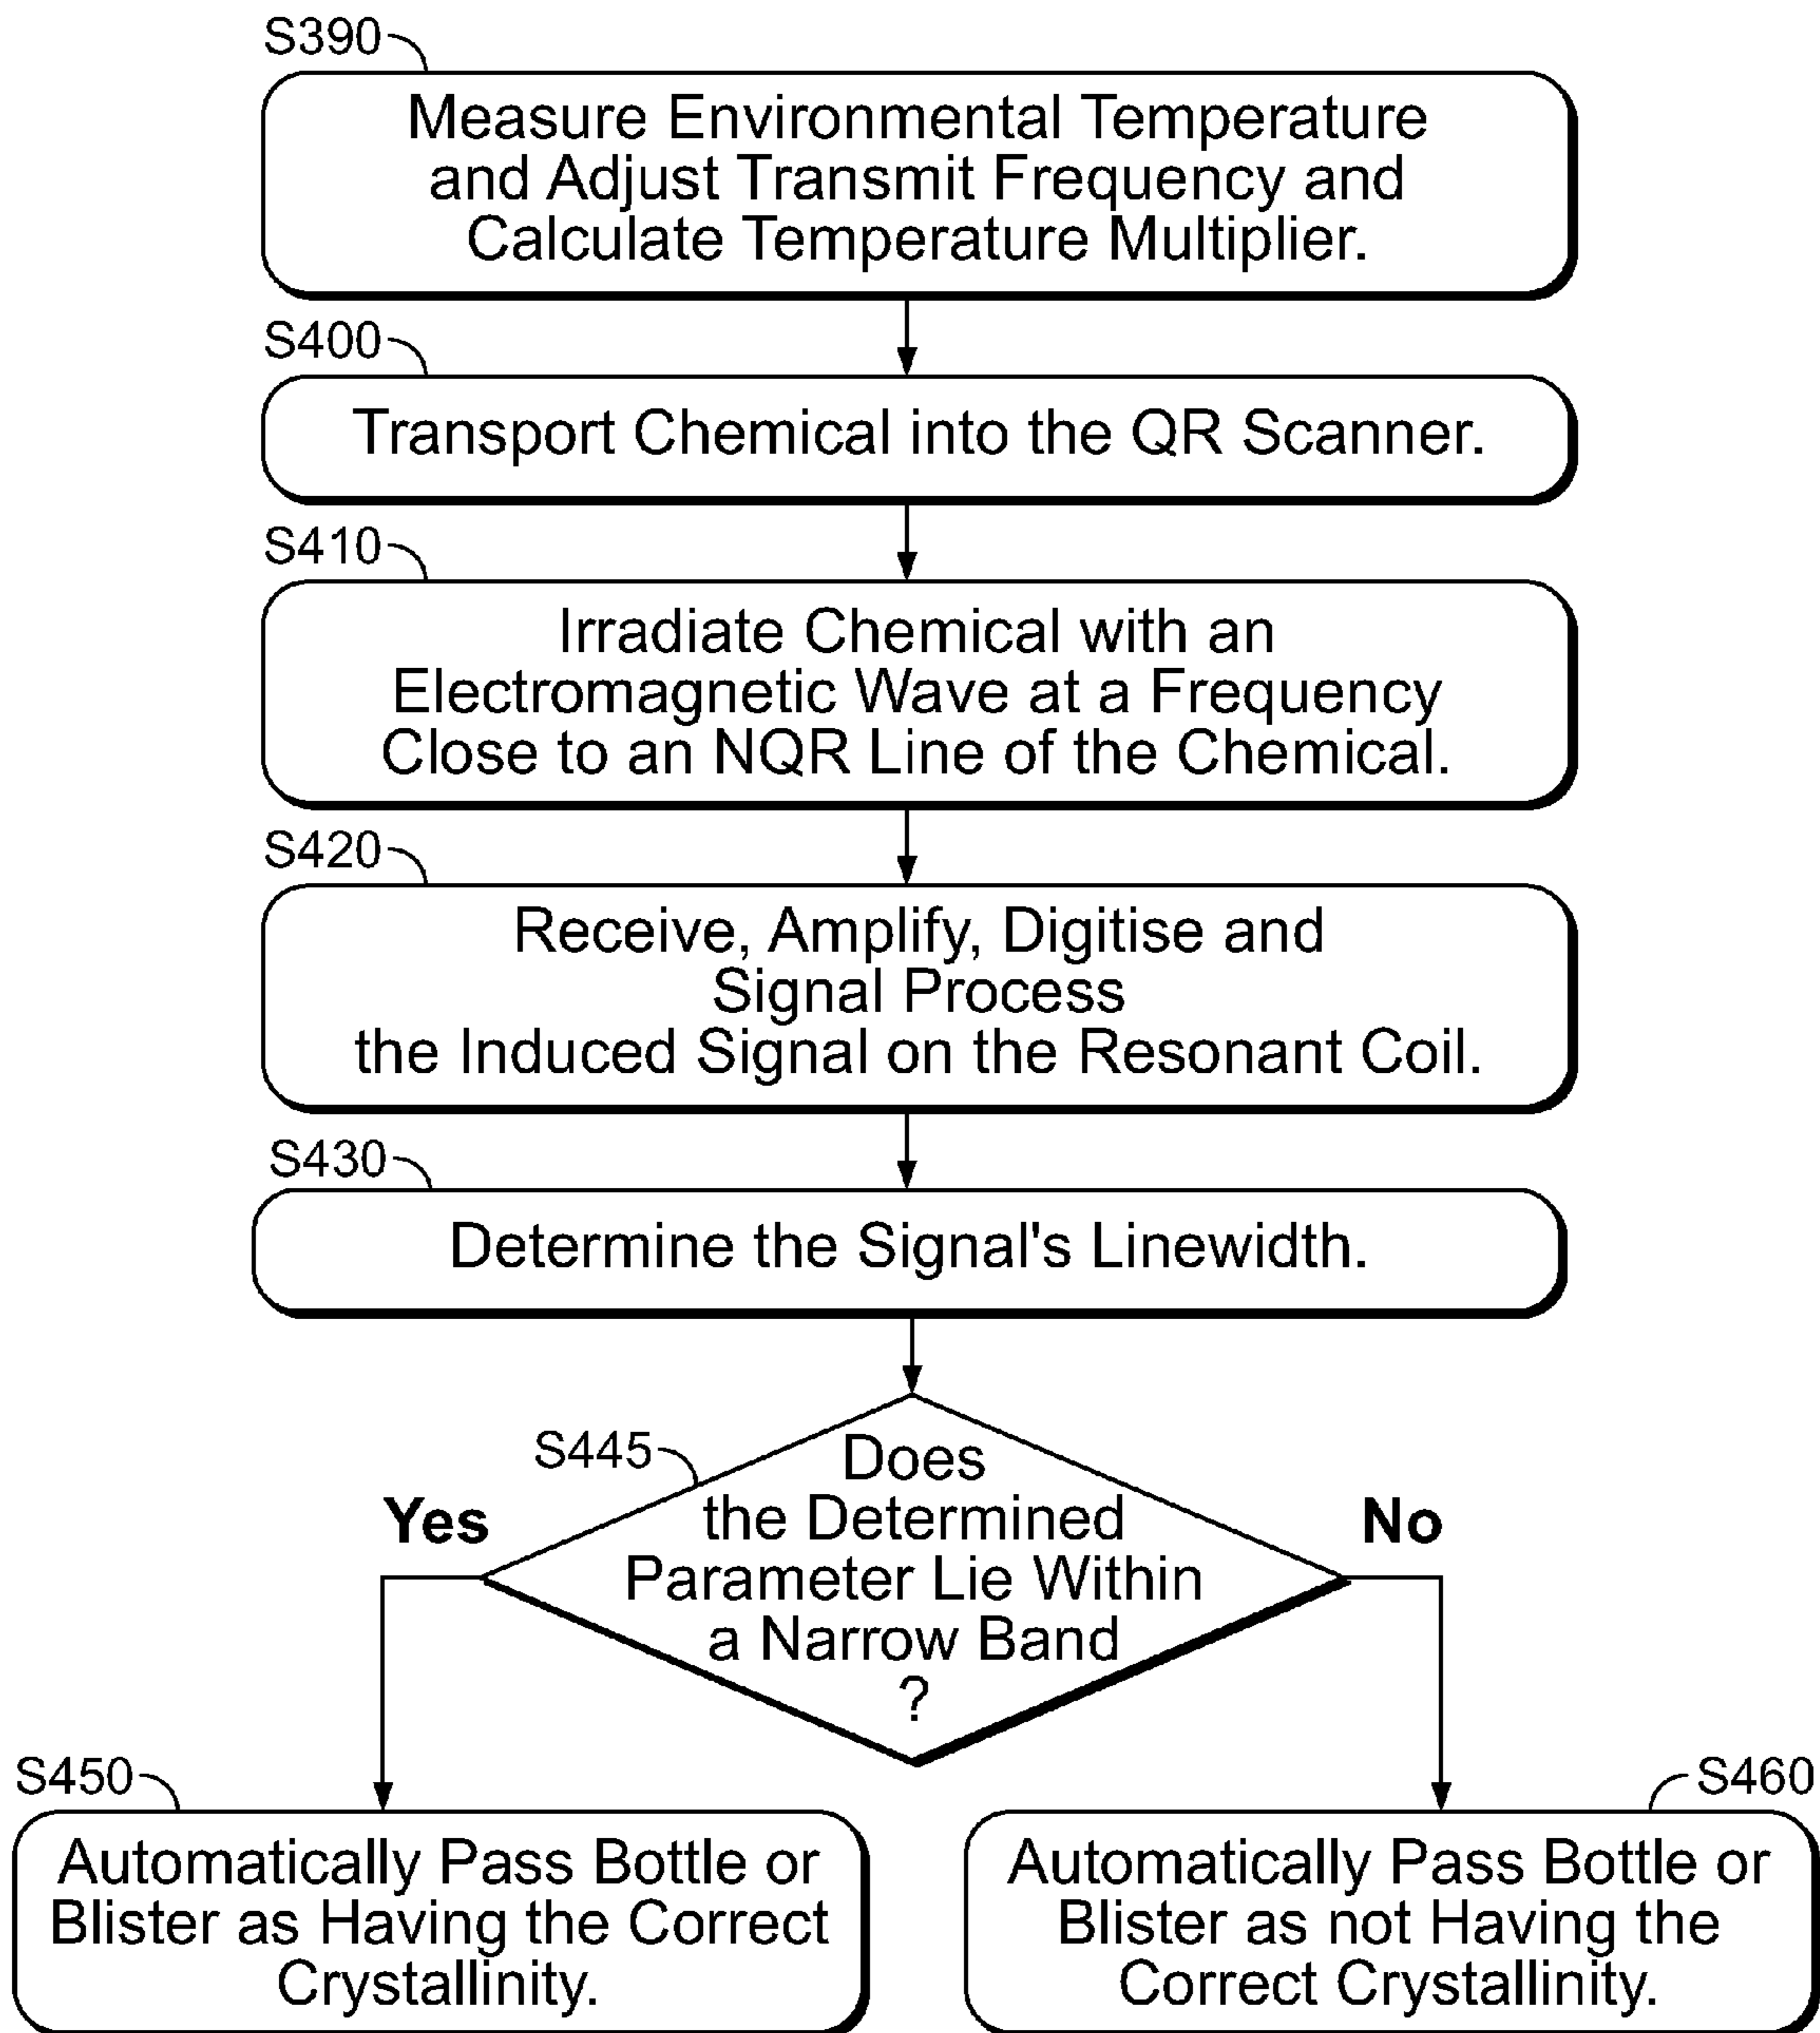 S390
Measure Environmental Temperature
and Adjust Transmit Frequency and
Calculate Temperature Multiplier.
S400
Transport Chemical into the QR Scanner.
S410
Irradiate Chemical with an
Electromagnetic Wave at a Frequency
Close to an NQR Line of the Chemical.
S420
Receive, Amplify, Digitise and
Signal Process
the Induced Signal on the Resonant Coil.
S430
Determine the Signal's Linewidth.
S445
Does
the Determined
Parameter Lie Within
a Narrow Band
?
Yes
No
S450
Automatically Pass Bottle or
Blister as Having the Correct
Crystallinity.
S460
Automatically Pass Bottle or
Blister as not Having the
Correct Crystallinity.